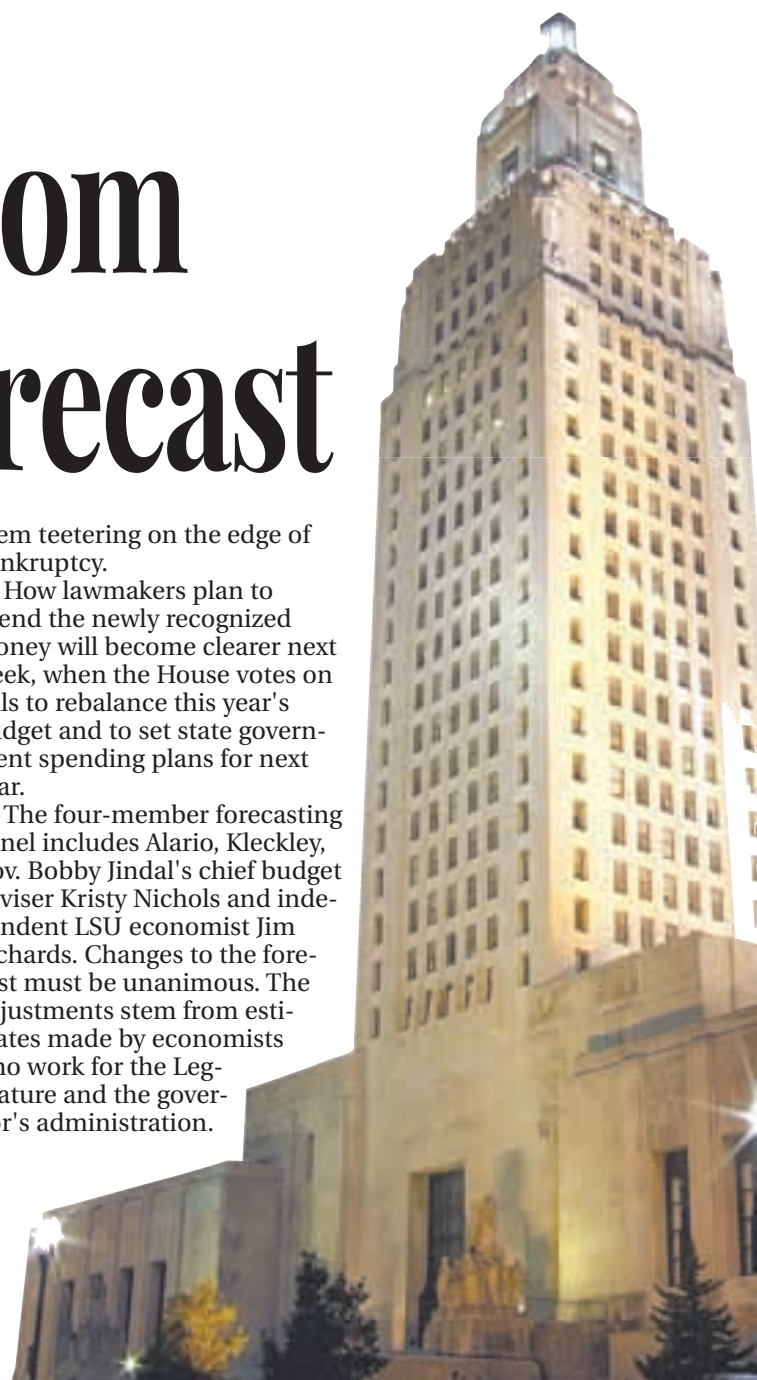 om
recast
em teetering on the edge of
nkruptcy.
How lawmakers plan to
end the newly recognized
oney will become clearer next
eek, when the House votes on
lls to rebalance this year's
udget and to set state govern-
ent spending plans for next
ar.
The four-member forecasting
nel includes Alario, Kleckley,
ov. Bobby Jindal's chief budget
viser Kristy Nichols and inde-
ndent LSU economist Jim
chards. Changes to the fore-
st must be unanimous. The
justments stem from esti-
ates made by economists
ho work for the Leg-
ature and the gover-
or's administration.